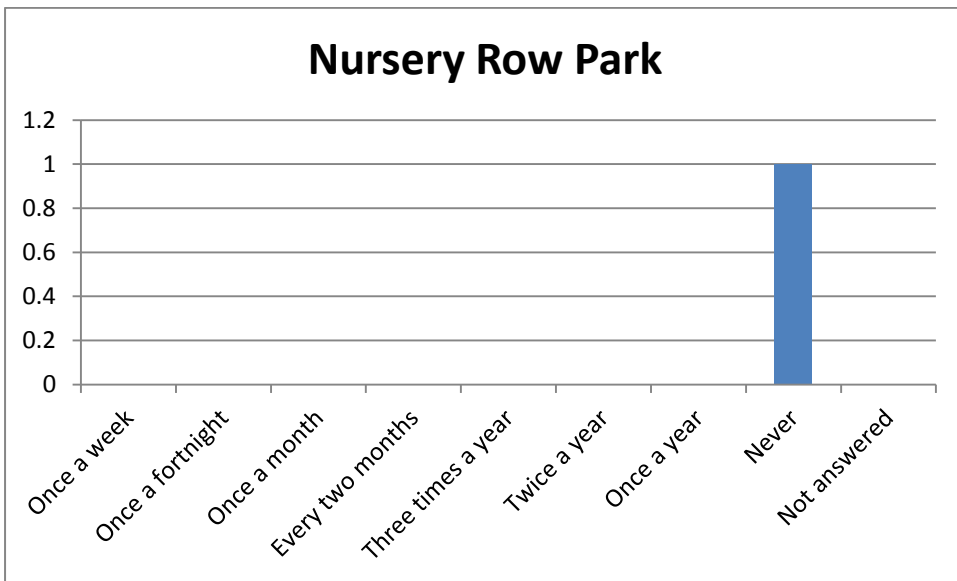 Nursery Row Park
1.2
1
0.8
0.6
0.4
0.2
0
Once a week
Once a fortnight
Once a month
Every two months
Three times a year
Twice a year
Once a year
Never
Not answered